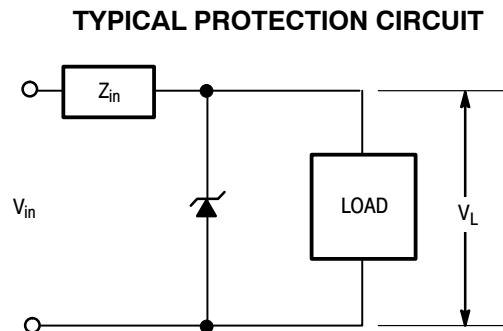 TYPICAL PROTECTION CIRCUIT
Zin
Vin
LOAD
VL